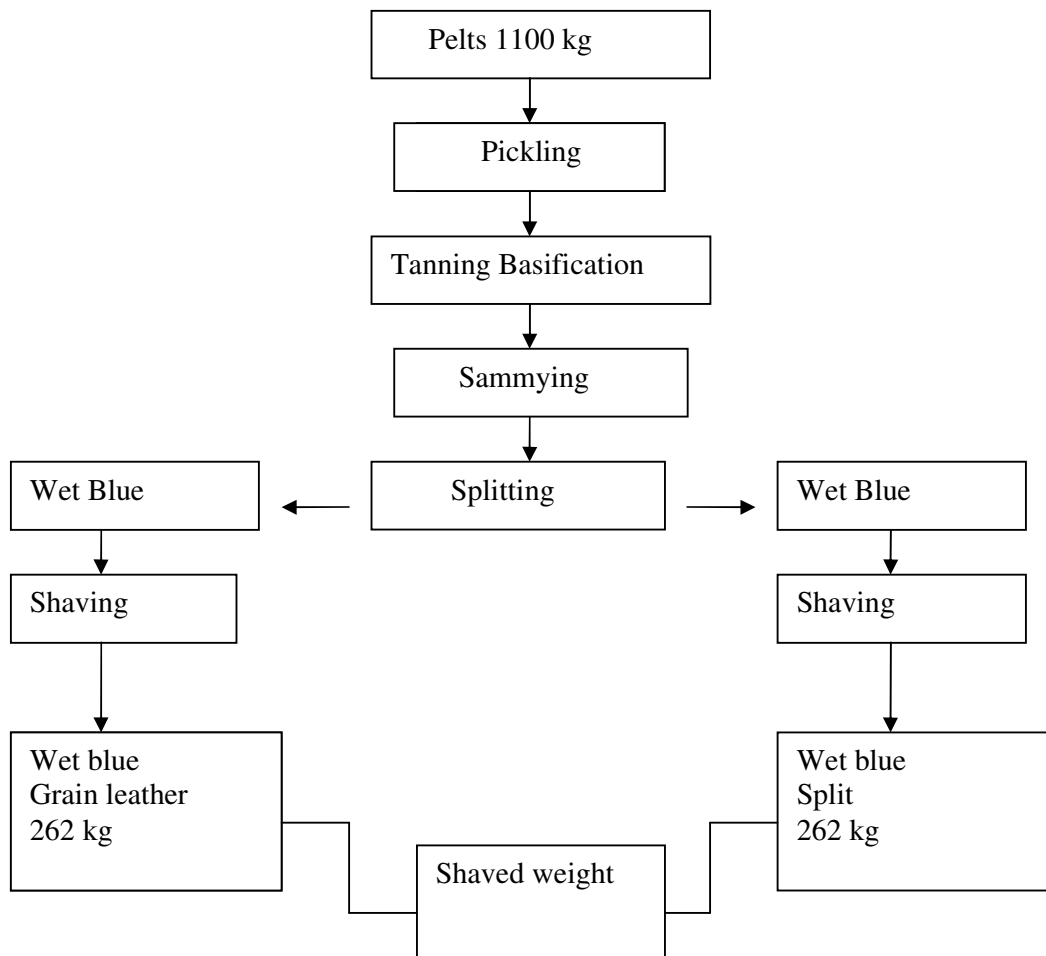 Pelts 1100 kg
Pickling
Tanning Basification
Sammying
Wet Blue
Splitting
Wet Blue
Shaving
Shaving
Wet blue
Grain leather
262 kg
Wet blue
Split
262 kg
Shaved weight